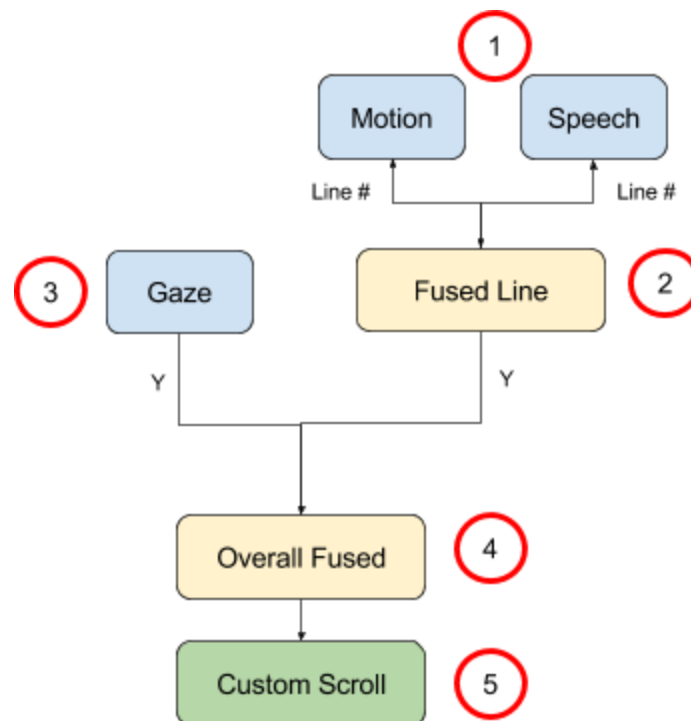 1
Motion Speech
Line # Line #
3 Gaze Fused Line 2
Y Y
Overall Fused 4
Custom Scroll 5